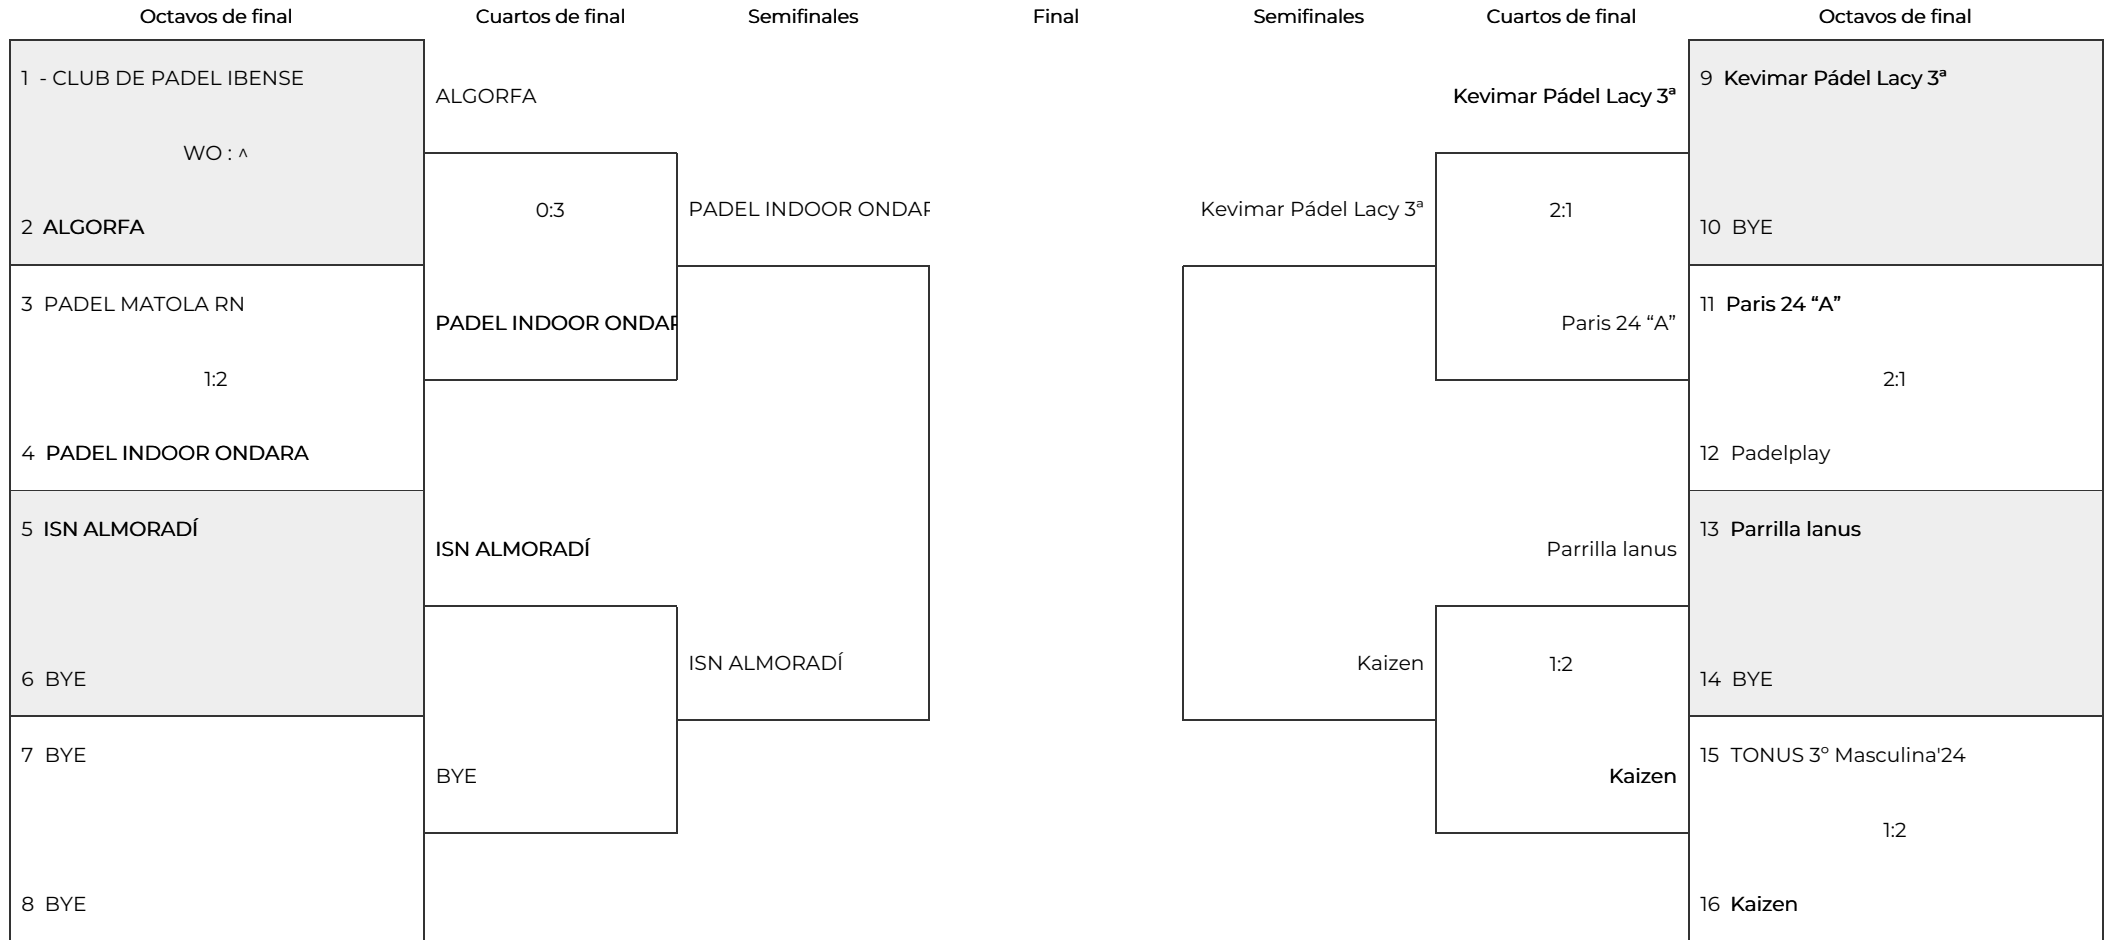 Octavos de final
Cuartos de final
Semifinales
Final
Semifinales
Cuartos de final
Octavos de final
1 - CLUB DE PADEL IBENSE
WO : ^
2 ALGORFA
3 PADEL MATOLA RN
1:2
4 PADEL INDOOR ONDARA
5 ISN ALMORADÍ
6 BYE
7 BYE
8 BYE
ALGORFA
0:3
PADEL INDOOR ONDAR
ISN ALMORADÍ
BYE
PADEL INDOOR ONDAR
ISN ALMORADÍ
Kevimar Pádel Lacy 3ª
Kaizen
Kevimar Pádel Lacy 3ª
2:1
Paris 24 “A”
Parrilla lanus
1:2
Kaizen
9 Kevimar Pádel Lacy 3ª
10 BYE
11 Paris 24 “A”
2:1
12 Padelplay
13 Parrilla lanus
14 BYE
15 TONUS 3º Masculina'24
1:2
16 Kaizen